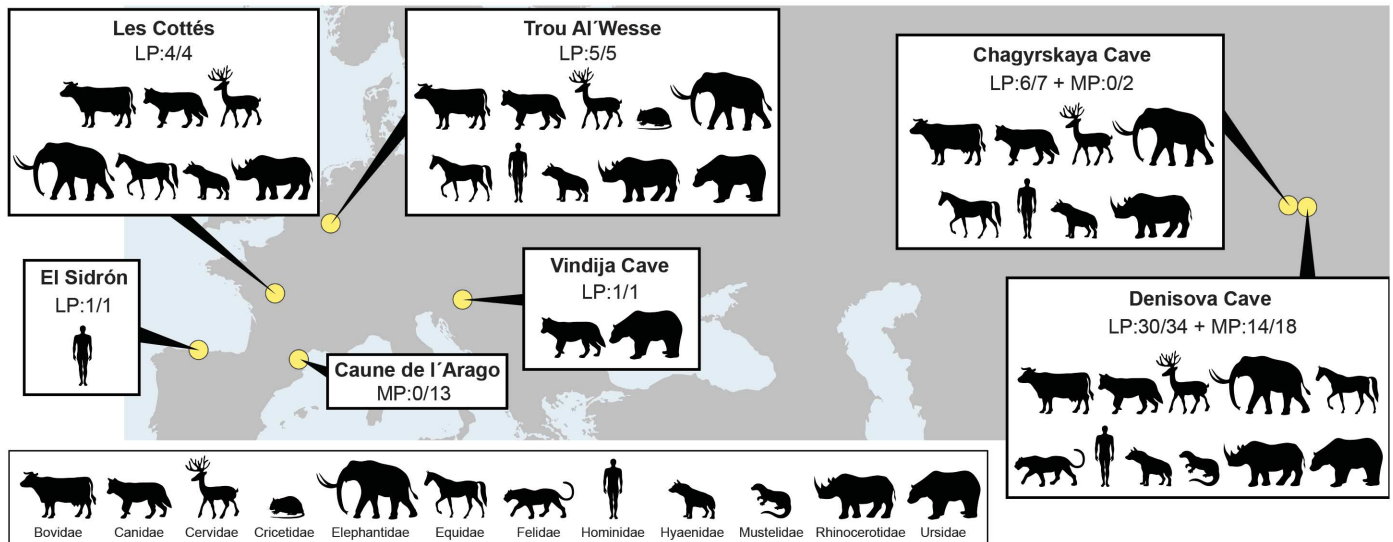 Les Cottés
LP:4/4
Trou Al´Wesse
LP:5/5
Chagyrskaya Cave
LP:6/7 + MP:0/2
El Sidrón
LP:1/1
Vindija Cave
LP:1/1
Caune de l´Arago
MP:0/13
Denisova Cave
LP:30/34 + MP:14/18
Bovidae Canidae Cervidae Cricetidae Elephantidae Equidae Felidae Hominidae Hyaenidae Mustelidae Rhinocerotidae Ursidae